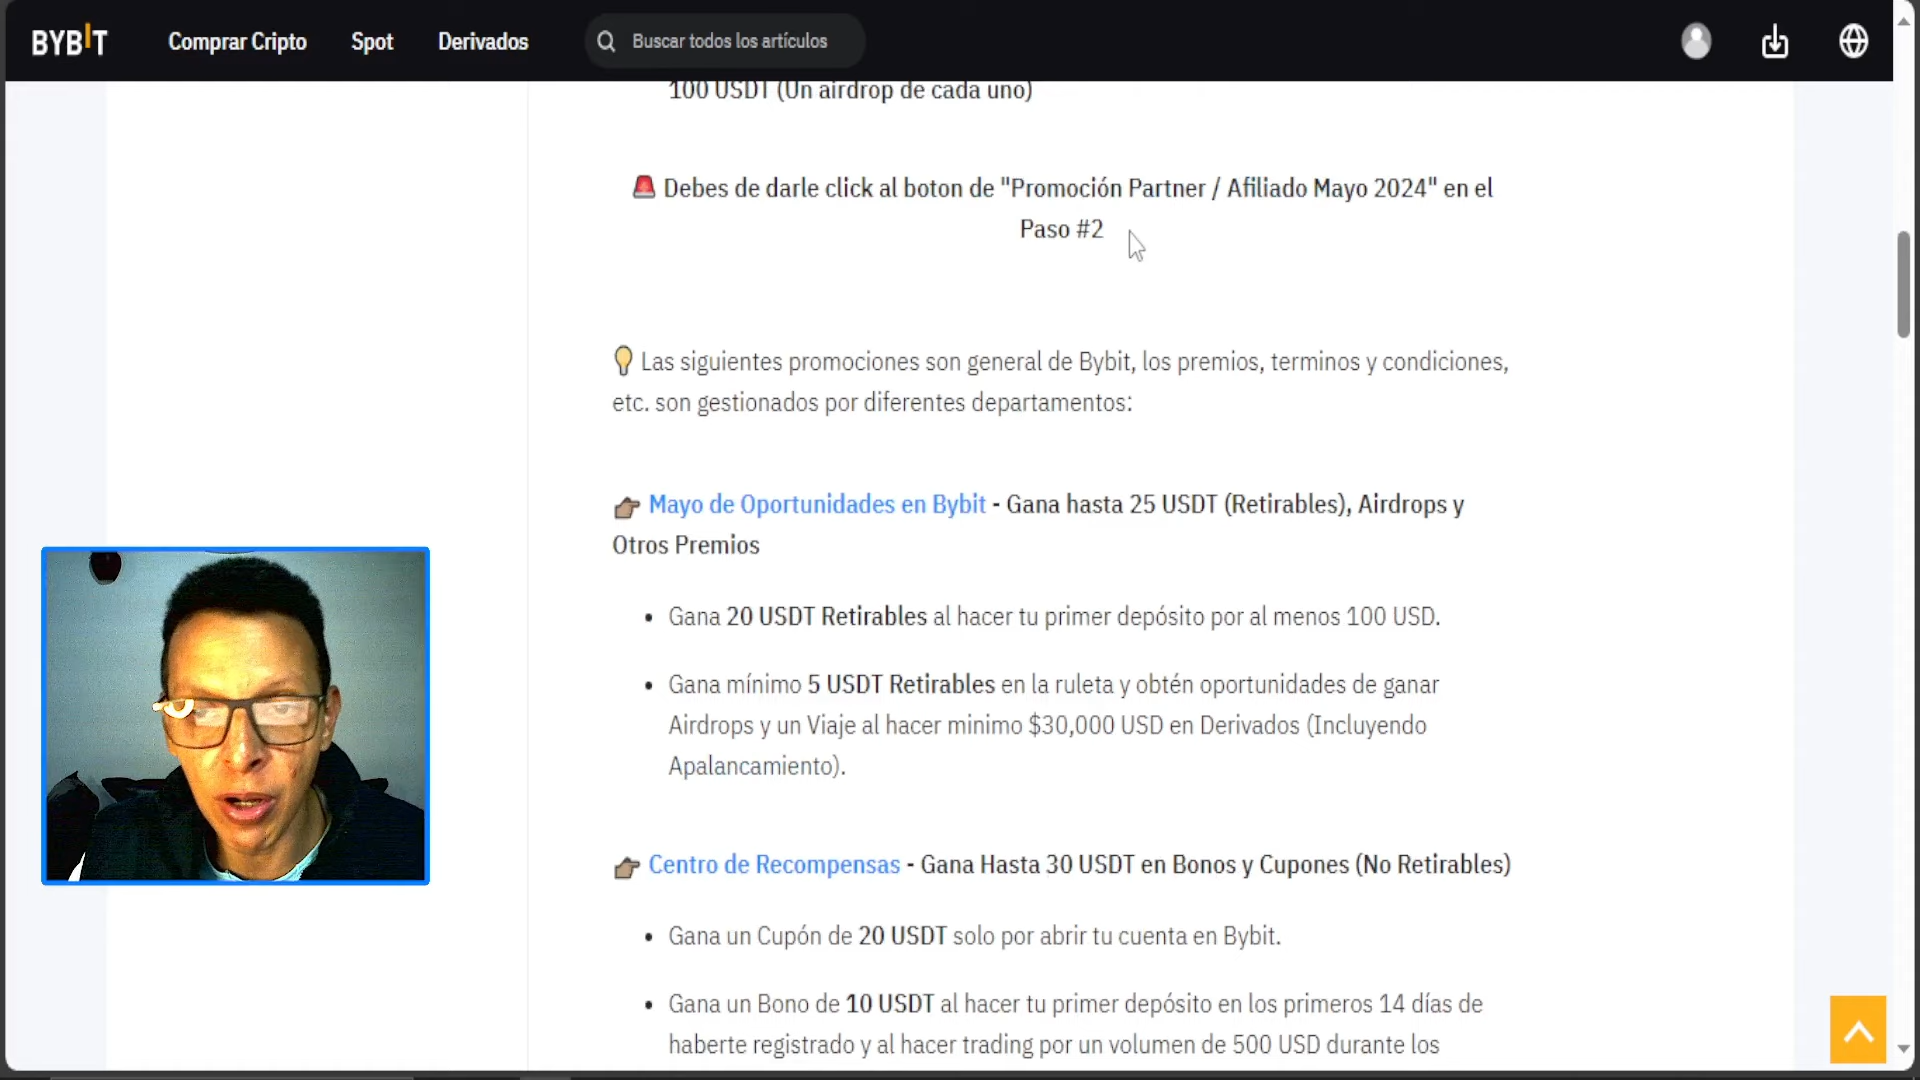 BYBIT
Comprar Cripto
Spot
Derivados
Buscar todos los artículos
100 USDT (Un airdrop de cada uno)
Debes de darle click al boton de "Promoción Partner / Afiliado Mayo 2024" en el
Paso #2
Las siguientes promociones son general de Bybit, los premios, terminos y condiciones,
etc. son gestionados por diferentes departamentos:
Mayo de Oportunidades en Bybit - Gana hasta 25 USDT (Retirables), Airdrops y
Otros Premios
• Gana 20 USDT Retirables al hacer tu primer depósito por al menos 100 USD.
• Gana mínimo 5 USDT Retirables en la ruleta y obtén oportunidades de ganar
Airdrops y un Viaje al hacer minimo $30,000 USD en Derivados (Incluyendo
Apalancamiento).
Centro de Recompensas - Gana Hasta 30 USDT en Bonos y Cupones (No Retirables)
• Gana un Cupón de 20 USDT solo por abrir tu cuenta en Bybit.
• Gana un Bono de 10 USDT al hacer tu primer depósito en los primeros 14 días de
haberte registrado y al hacer trading por un volumen de 500 USD durante los